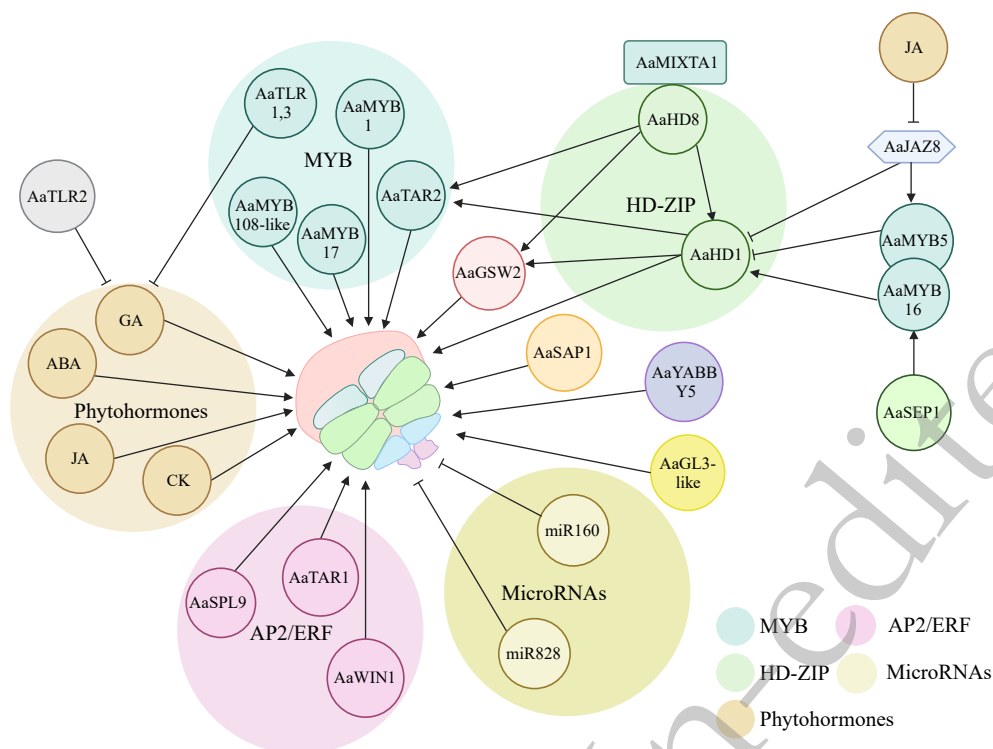 JA
AaMIXTA1
AaTLR
1,3
AaMYB
1
AaHD8
AaJAZ8
MYB
AaTLR2
AaTAR2
AaMYB
108-like
HD-ZIP
AaMYB
17
AaMYB5
AaHD1
AaGSW2
AaMYB
16
GA
ABA
AaSAP1
AaYABB
Y5
Phytohormones
AaSEP1
JA
CK
AaGL3-
like
miR160
AaTAR1
MicroRNAs
AaSPL9
AP2/ERF
miR828
AaWIN1
MYB
AP2/ERF
HD-ZIP
MicroRNAs
Phytohormones
n-edite